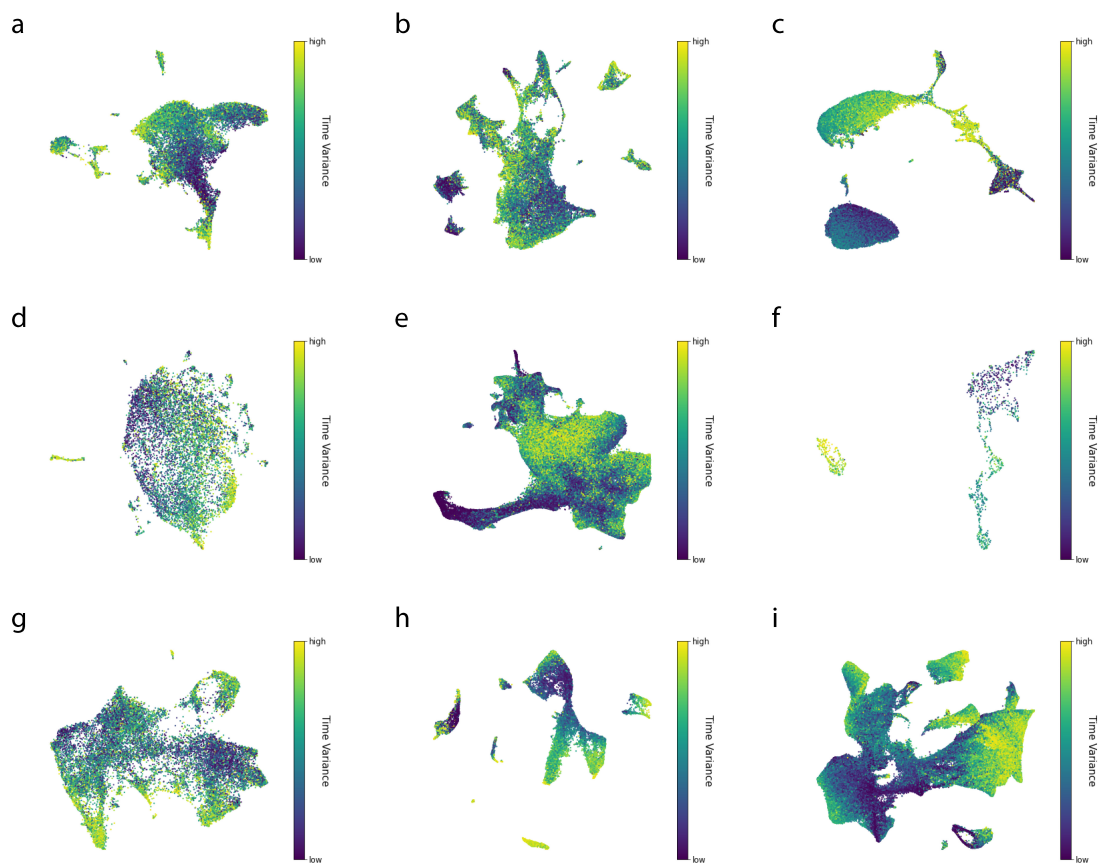 a
high
Time Variance
low
b
high
Time Variance
low
c
high
Time Variance
low
d
high
Time Variance
low
e
high
Time Variance
low
f
high
Time Variance
low
g
high
Time Variance
low
h
high
Time Variance
low
i
high
Time Variance
low